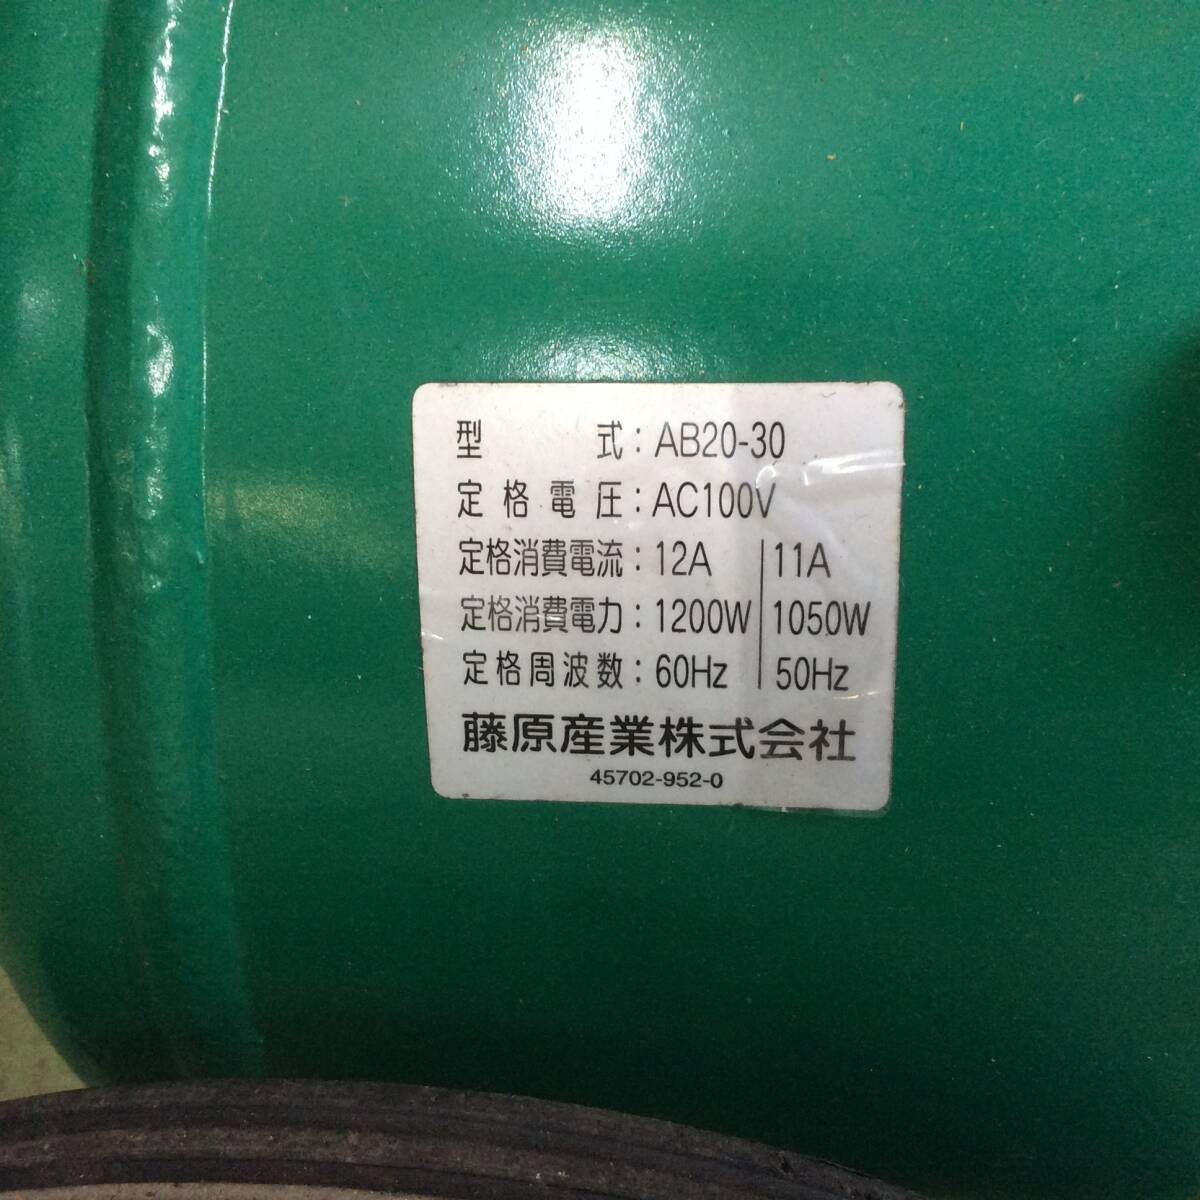 型 式：AB20-30
定格電圧：AC100V
定格消費電流：12A | 11A
定格消費電力：1200W | 1050W
定格周波数：60Hz | 50Hz
藤原産業株式会社
45702-952-0